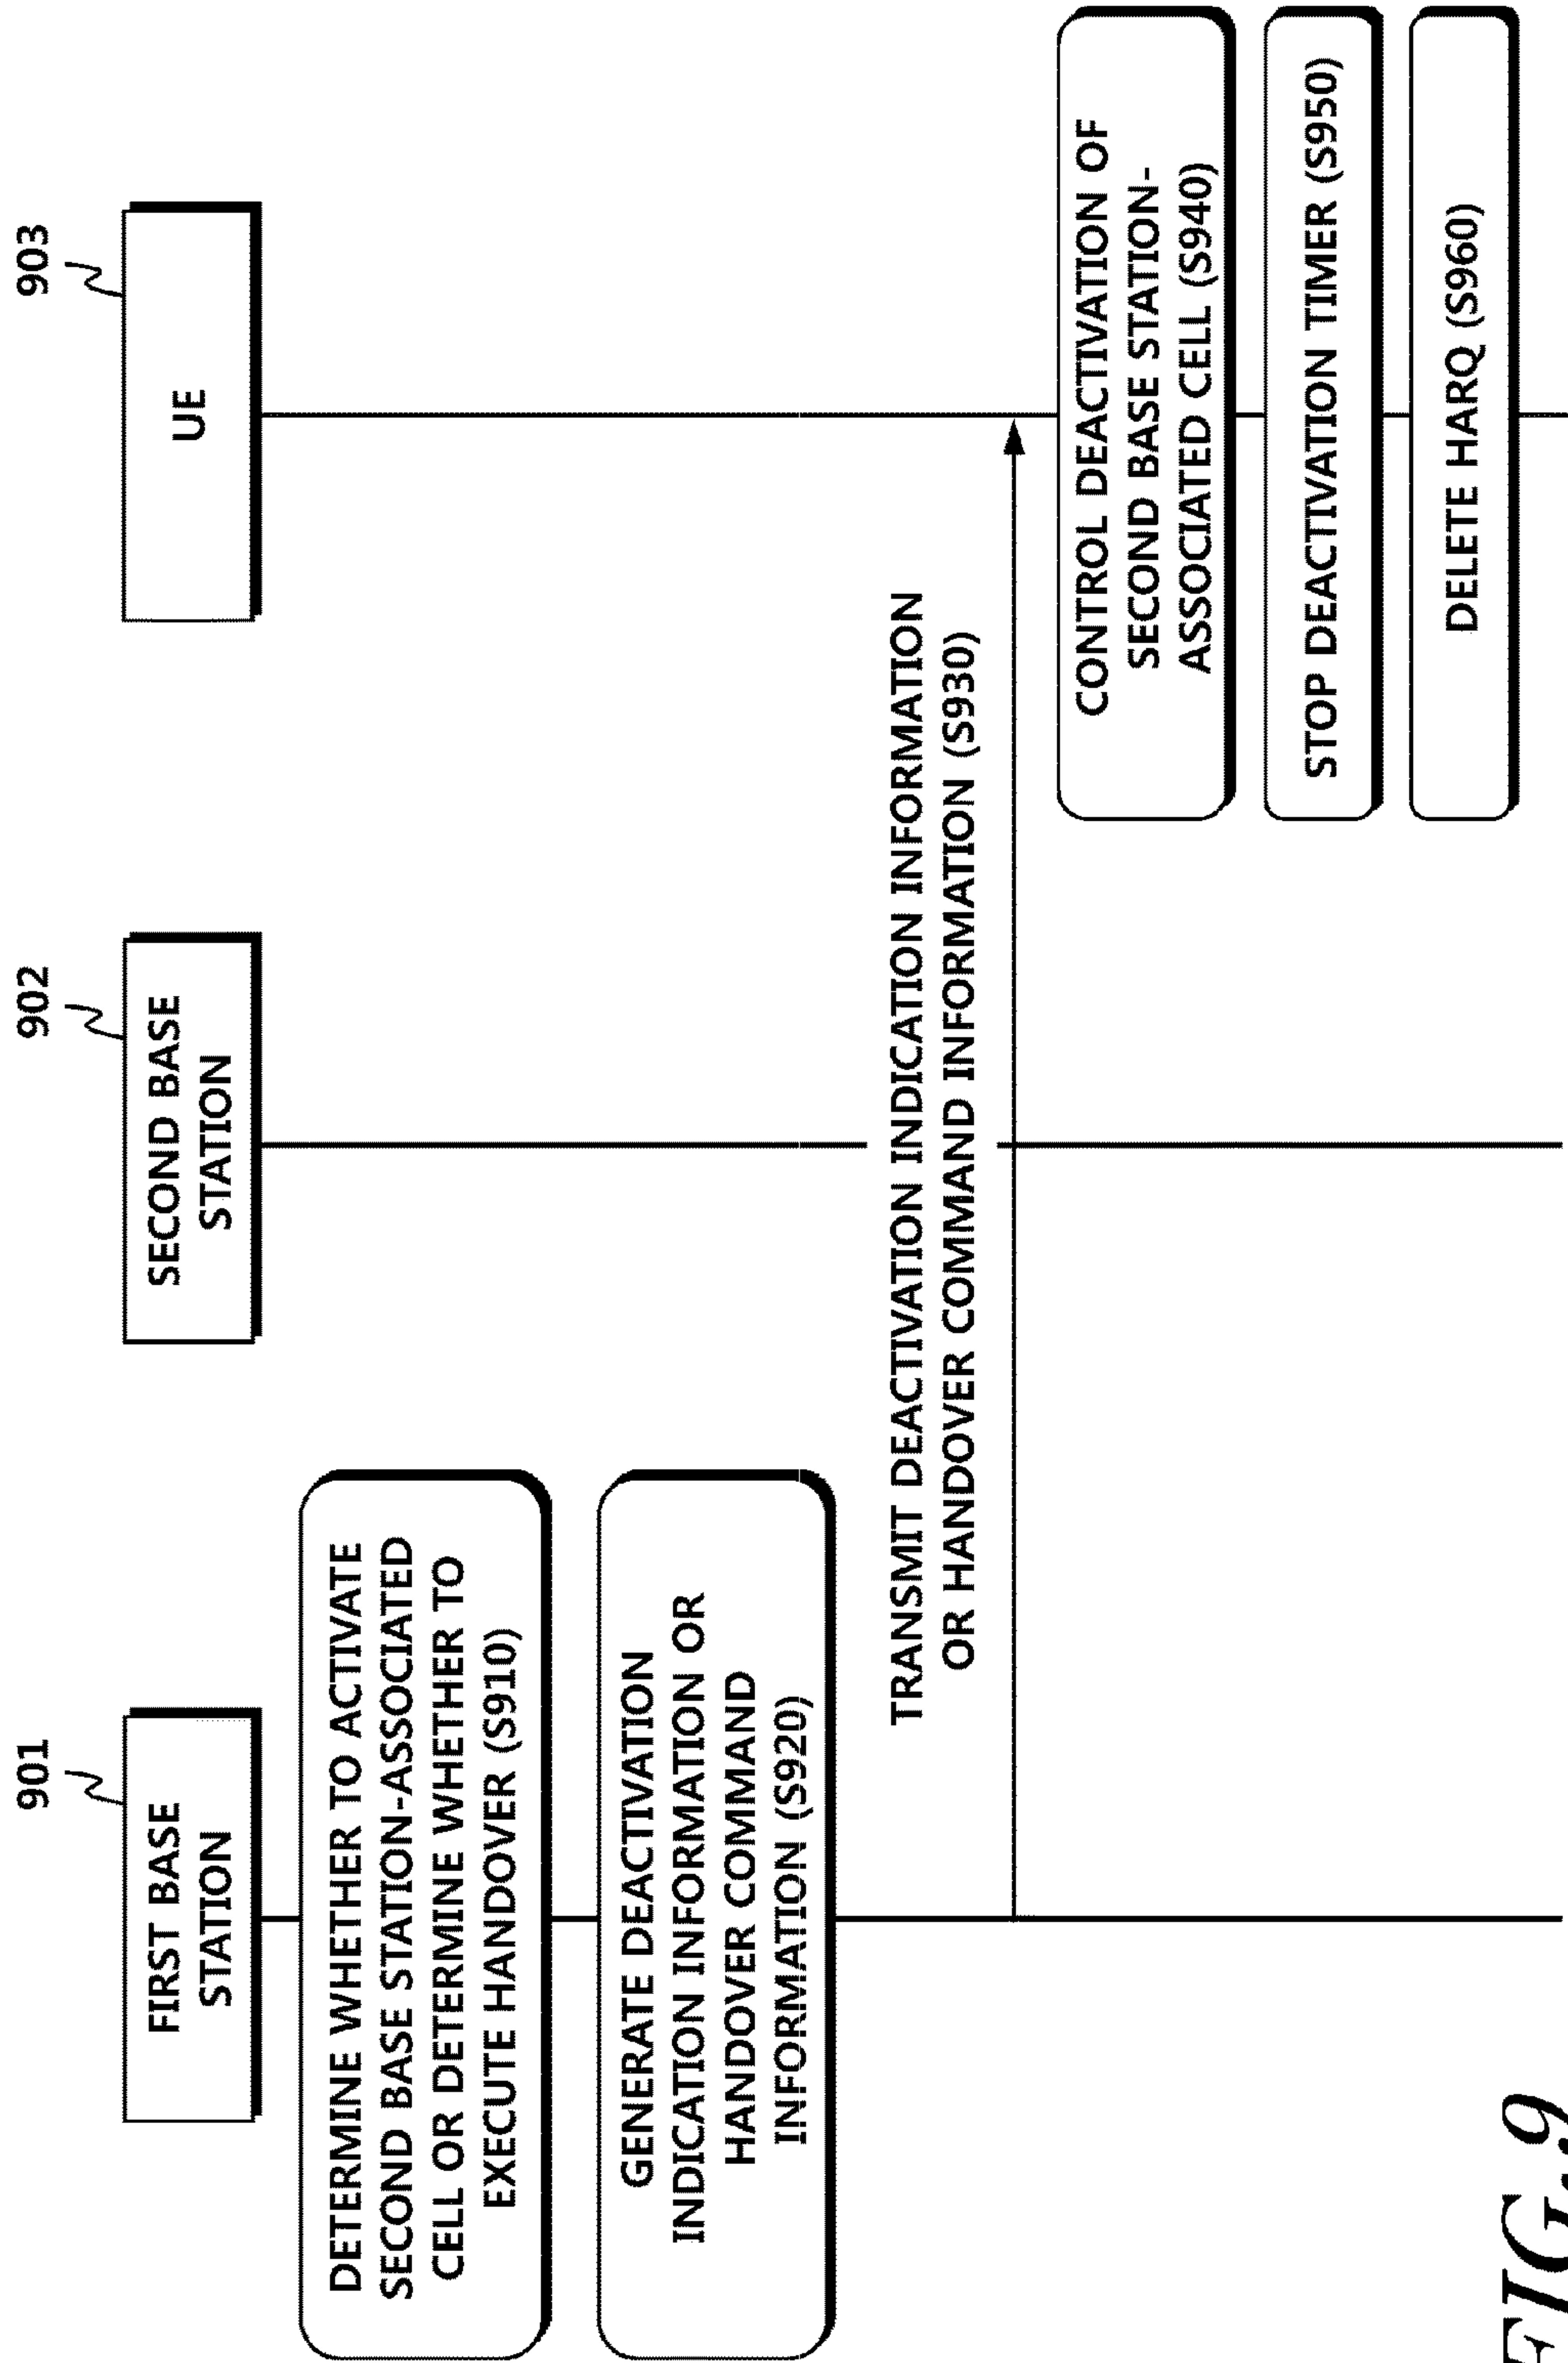 901
902
903
FIRST BASE
STATION
SECOND BASE
STATION
UE
DETERMINE WHETHER TO ACTIVATE
SECOND BASE STATION-ASSOCIATED
CELL OR DETERMINE WHETHER TO
EXECUTE HANDOVER (S910)
GENERATE DEACTIVATION
INDICATION INFORMATION OR
HANDOVER COMMAND
INFORMATION (S920)
TRANSMIT DEACTIVATION INDICATION INFORMATION
OR HANDOVER COMMAND INFORMATION (S930)
CONTROL DEACTIVATION OF
SECOND BASE STATION-
ASSOCIATED CELL (S940)
STOP DEACTIVATION TIMER (S950)
DELETE HARQ (S960)
FIG.9